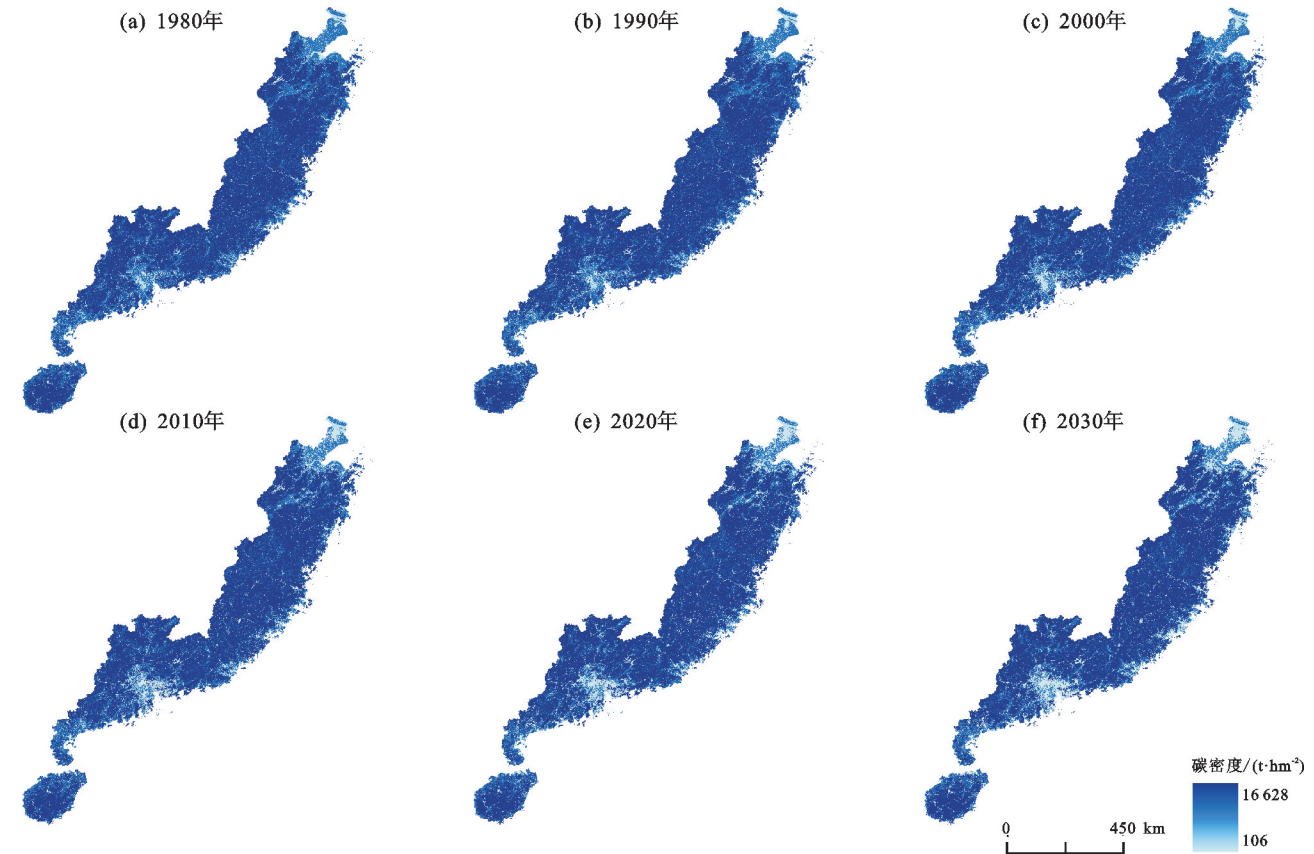 (a) 1980年
(b) 1990年
(c) 2000年
(d) 2010年
(e) 2020年
(f) 2030年
碳密度/(t·hm⁻²)
16 628
106
0 450 km